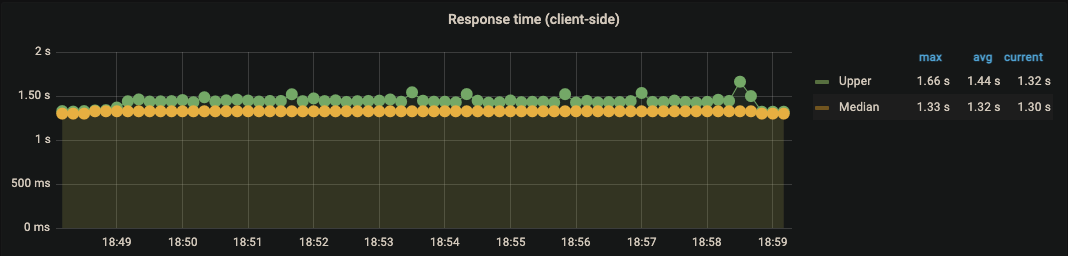 Response time (client-side)
2 s
1.50 s
1 s
500 ms
0 ms
18:49 18:50 18:51 18:52 18:53 18:54 18:55 18:56 18:57 18:58 18:59
max avg current
Upper 1.66 s 1.44 s 1.32 s
Median 1.33 s 1.32 s 1.30 s